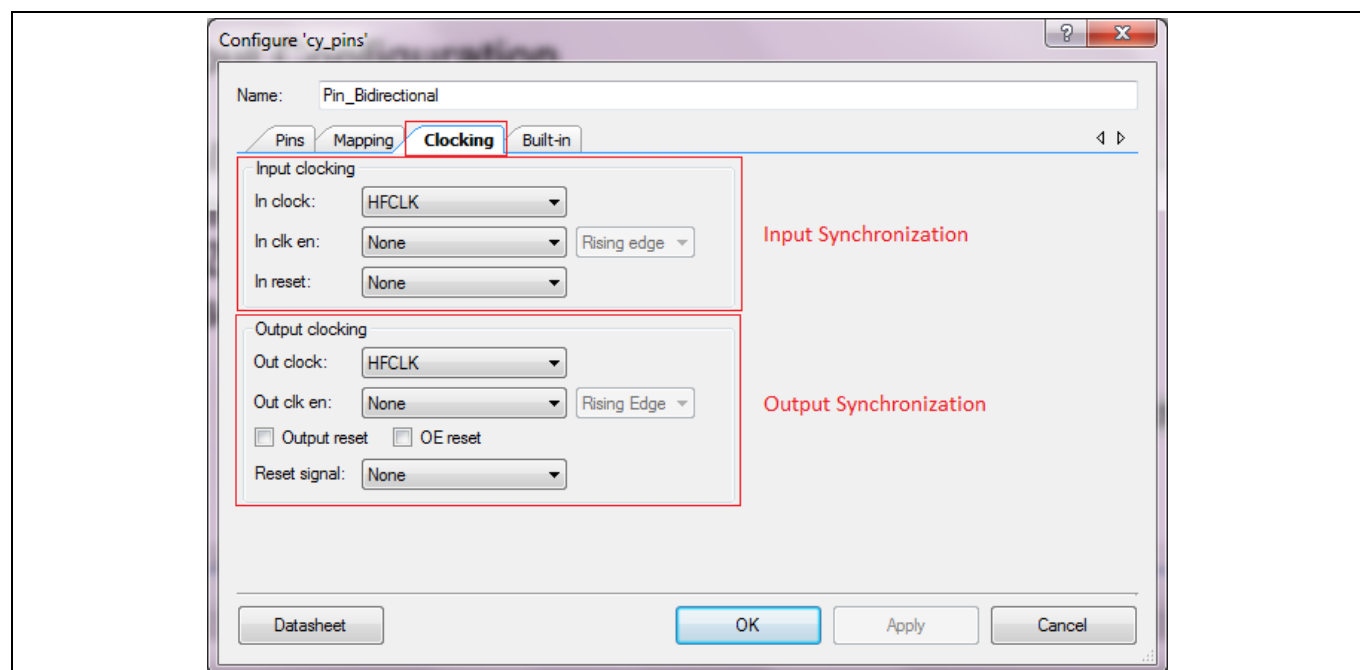 Configure 'cy_pins'
Name: Pin_Bidirectional
Pins Mapping Clocking Built-in
Input clocking
In clock: HFCLK
In clk en: None Rising edge
In reset: None
Input Synchronization
Output clocking
Out clock: HFCLK
Out clk en: None Rising Edge
Output reset OE reset
Reset signal: None
Output Synchronization
Datasheet OK Apply Cancel